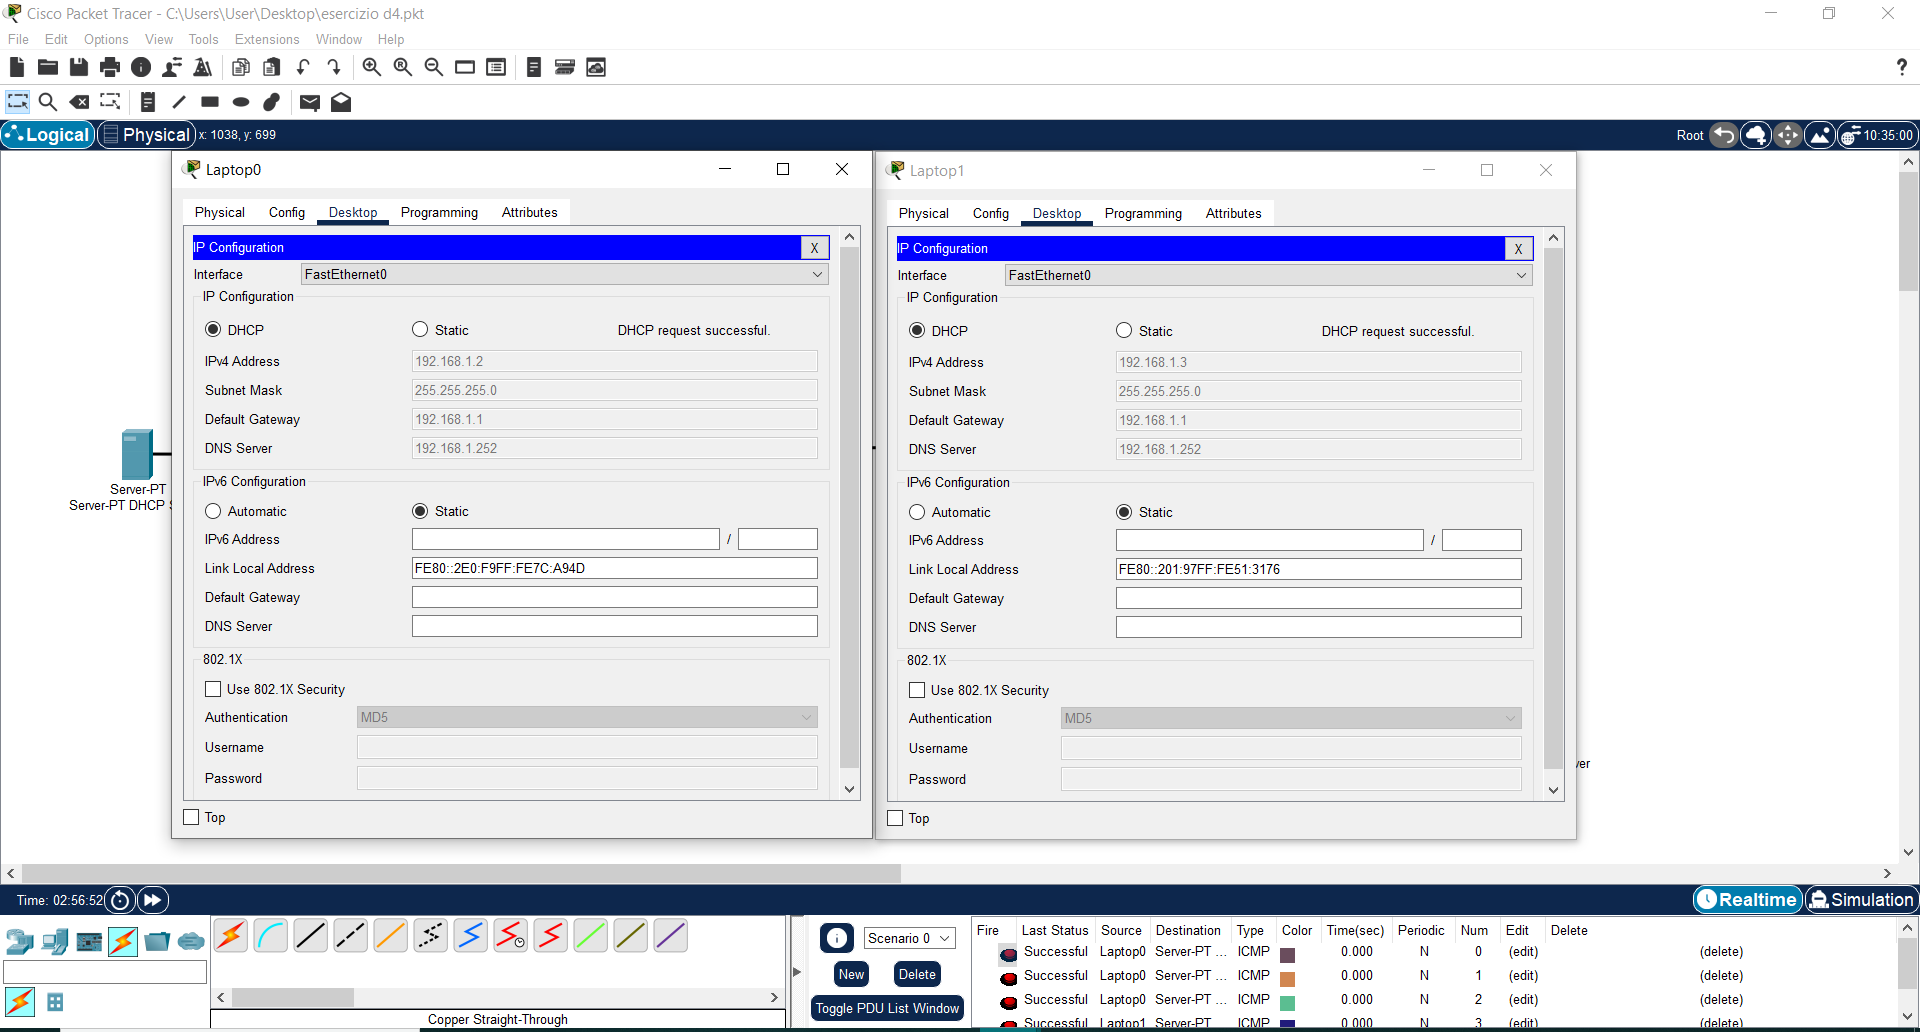 Cisco Packet Tracer - C:\Users\User\Desktop\esercizio d4.pkt
File Edit Options View Tools Extensions Window Help
Logical Physical x: 1038, y: 699 Root 10:35:00
Server-PT
Server-PT DHCP
Laptop0
Physical Config Desktop Programming Attributes
IP Configuration X
Interface FastEthernet0
IP Configuration
DHCP Static DHCP request successful.
IPv4 Address 192.168.1.2
Subnet Mask 255.255.255.0
Default Gateway 192.168.1.1
DNS Server 192.168.1.252
IPv6 Configuration
Automatic Static
IPv6 Address /
Link Local Address FE80::2E0:F9FF:FE7C:A94D
Default Gateway
DNS Server
802.1X
Use 802.1X Security
Authentication MD5
Username
Password
Top
Laptop1
Physical Config Desktop Programming Attributes
IP Configuration X
Interface FastEthernet0
IP Configuration
DHCP Static DHCP request successful.
IPv4 Address 192.168.1.3
Subnet Mask 255.255.255.0
Default Gateway 192.168.1.1
DNS Server 192.168.1.252
IPv6 Configuration
Automatic Static
IPv6 Address /
Link Local Address FE80::201:97FF:FE51:3176
Default Gateway
DNS Server
802.1X
Use 802.1X Security
Authentication MD5
Username
Password
Top
Time: 02:56:52 Realtime Simulation
Copper Straight-Through
Scenario 0
New Delete
Toggle PDU List Window
Fire Last Status Source Destination Type Color Time(sec) Periodic Num Edit Delete
Successful Laptop0 Server-PT ... ICMP 0.000 N 0 (edit) (delete)
Successful Laptop0 Server-PT ... ICMP 0.000 N 1 (edit) (delete)
Successful Laptop0 Server-PT ... ICMP 0.000 N 2 (edit) (delete)
Successful Laptop1 Server-PT ICMP 0.000 N 3 (edit) (delete)